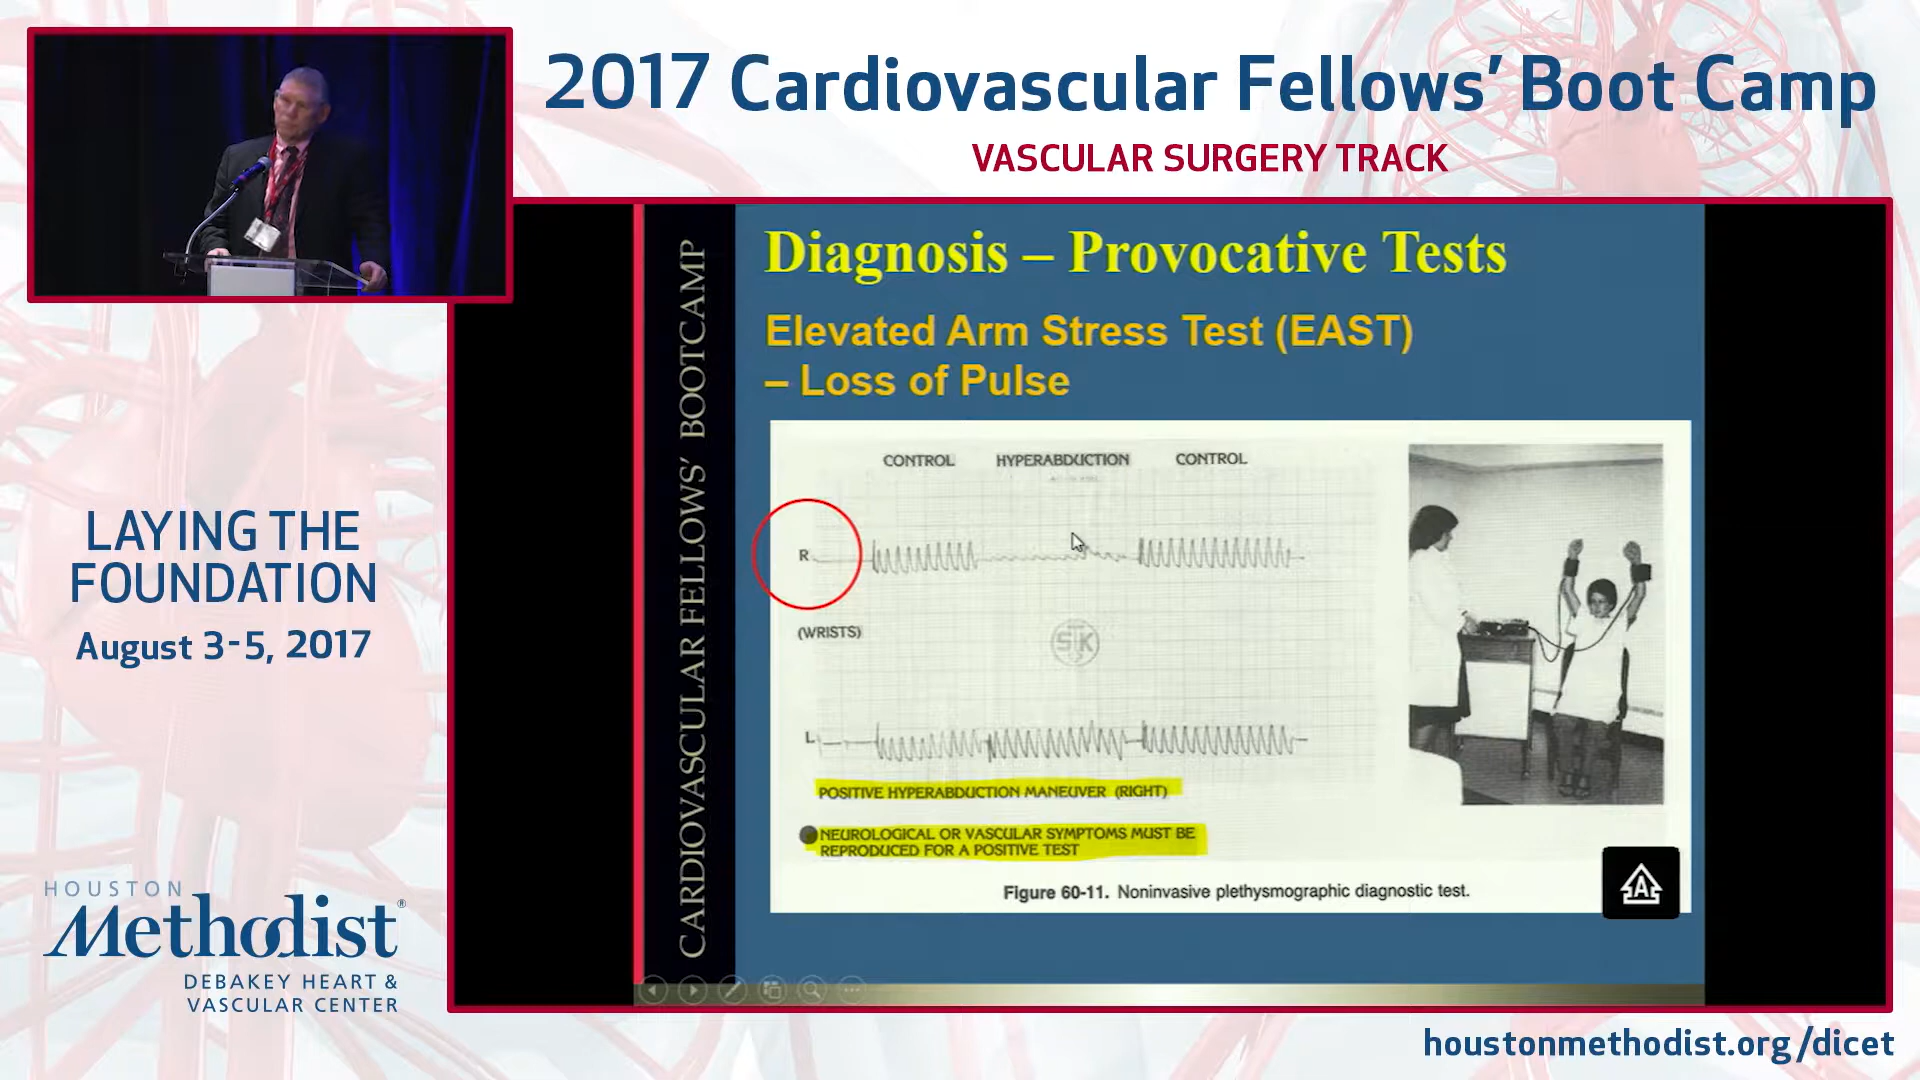 2017 Cardiovascular Fellows' Boot Camp
VASCULAR SURGERY TRACK
LAYING THE
FOUNDATION
August 3-5, 2017
HOUSTON
Methodist®
DEBAKEY HEART &
VASCULAR CENTER
CARDIOVASCULAR FELLOWS' BOOTCAMP
Diagnosis – Provocative Tests
Elevated Arm Stress Test (EAST)
– Loss of Pulse
CONTROL HYPERABDUCTION CONTROL
R
(WRISTS)
STK
L
POSITIVE HYPERABDUCTION MANEUVER (RIGHT)
NEUROLOGICAL OR VASCULAR SYMPTOMS MUST BE
REPRODUCED FOR A POSITIVE TEST
Figure 60-11. Noninvasive plethysmographic diagnostic test.
A
houstonmethodist.org/dicet